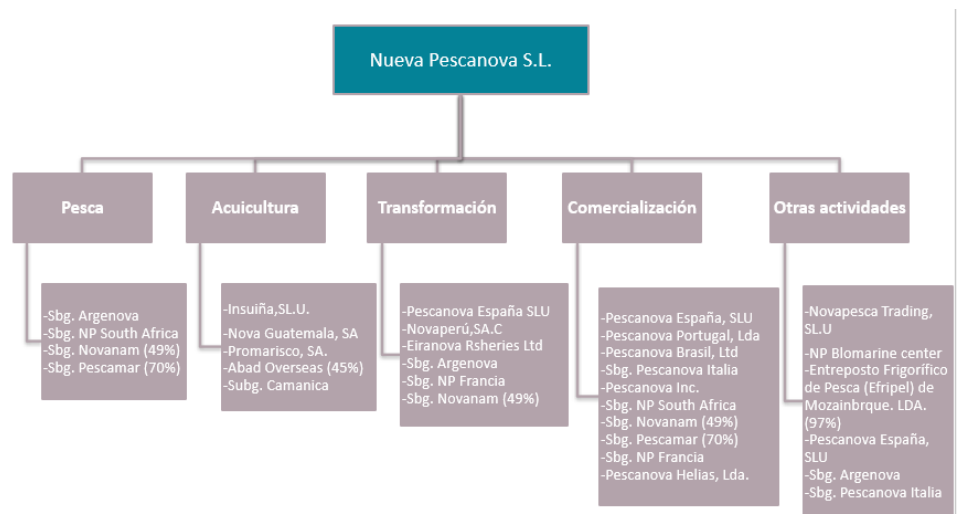 Nueva Pescanova S.L.
Pesca
Acuicultura
Transformación
Comercialización
Otras actividades
-Sbg. Argenova
-Sbg. NP South Africa
-Sbg. Novanam (49%)
-Sbg. Pescamar (70%)
-Insuiña,SL.U.
-Nova Guatemala, SA
-Promarisco, SA.
-Abad Overseas (45%)
-Subg. Camanica
-Pescanova España SLU
-Novaperú,SA.C
-Eiranova Rsheries Ltd
-Sbg. Argenova
-Sbg. NP Francia
-Sbg. Novanam (49%)
-Pescanova España, SLU
-Pescanova Portugal, Lda
-Pescanova Brasil, Ltd
-Sbg. Pescanova Italia
-Pescanova Inc.
-Sbg. NP South Africa
-Sbg. Novanam (49%)
-Sbg. Pescamar (70%)
-Sbg. NP Francia
-Pescanova Helias, Lda.
-Novapesca Trading,
SL.U
-NP Blomarine center
-Entreposto Frigorífico
de Pesca (Efripel) de
Mozainbrque. LDA.
(97%)
-Pescanova España,
SLU
-Sbg. Argenova
-Sbg. Pescanova Italia